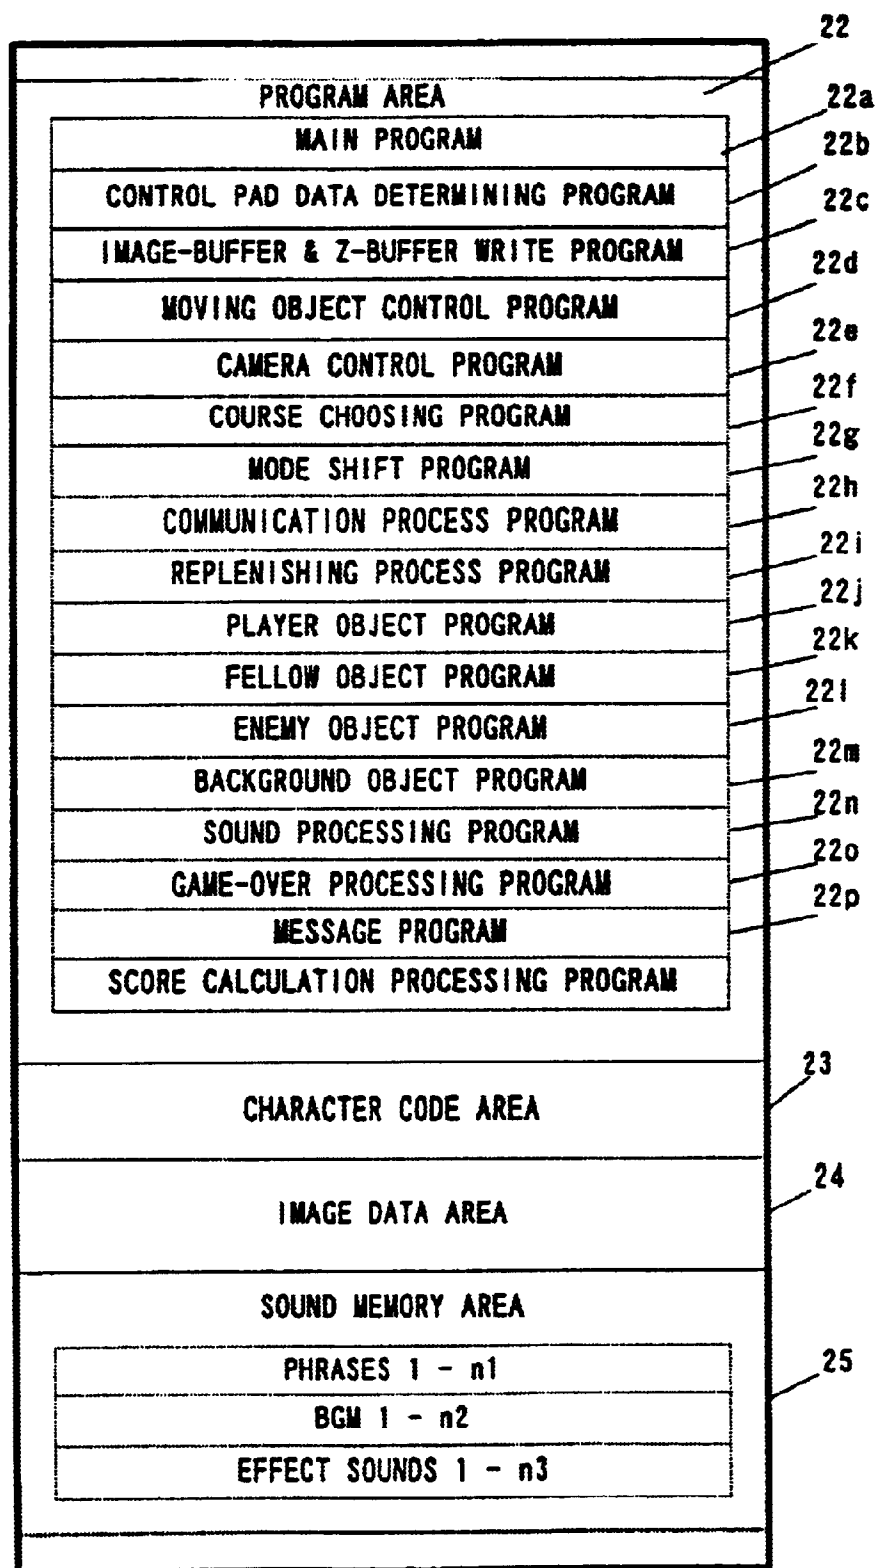 22
PROGRAM AREA
22a
MAIN PROGRAM
22b
CONTROL PAD DATA DETERMINING PROGRAM
22c
IMAGE-BUFFER & Z-BUFFER WRITE PROGRAM
22d
MOVING OBJECT CONTROL PROGRAM
22e
CAMERA CONTROL PROGRAM
22f
COURSE CHOOSING PROGRAM
22g
MODE SHIFT PROGRAM
22h
COMMUNICATION PROCESS PROGRAM
22i
REPLENISHING PROCESS PROGRAM
22j
PLAYER OBJECT PROGRAM
22k
FELLOW OBJECT PROGRAM
22l
ENEMY OBJECT PROGRAM
22m
BACKGROUND OBJECT PROGRAM
22n
SOUND PROCESSING PROGRAM
22o
GAME-OVER PROCESSING PROGRAM
22p
MESSAGE PROGRAM
SCORE CALCULATION PROCESSING PROGRAM
23
CHARACTER CODE AREA
24
IMAGE DATA AREA
SOUND MEMORY AREA
25
PHRASES 1 - n1
BGM 1 - n2
EFFECT SOUNDS 1 - n3